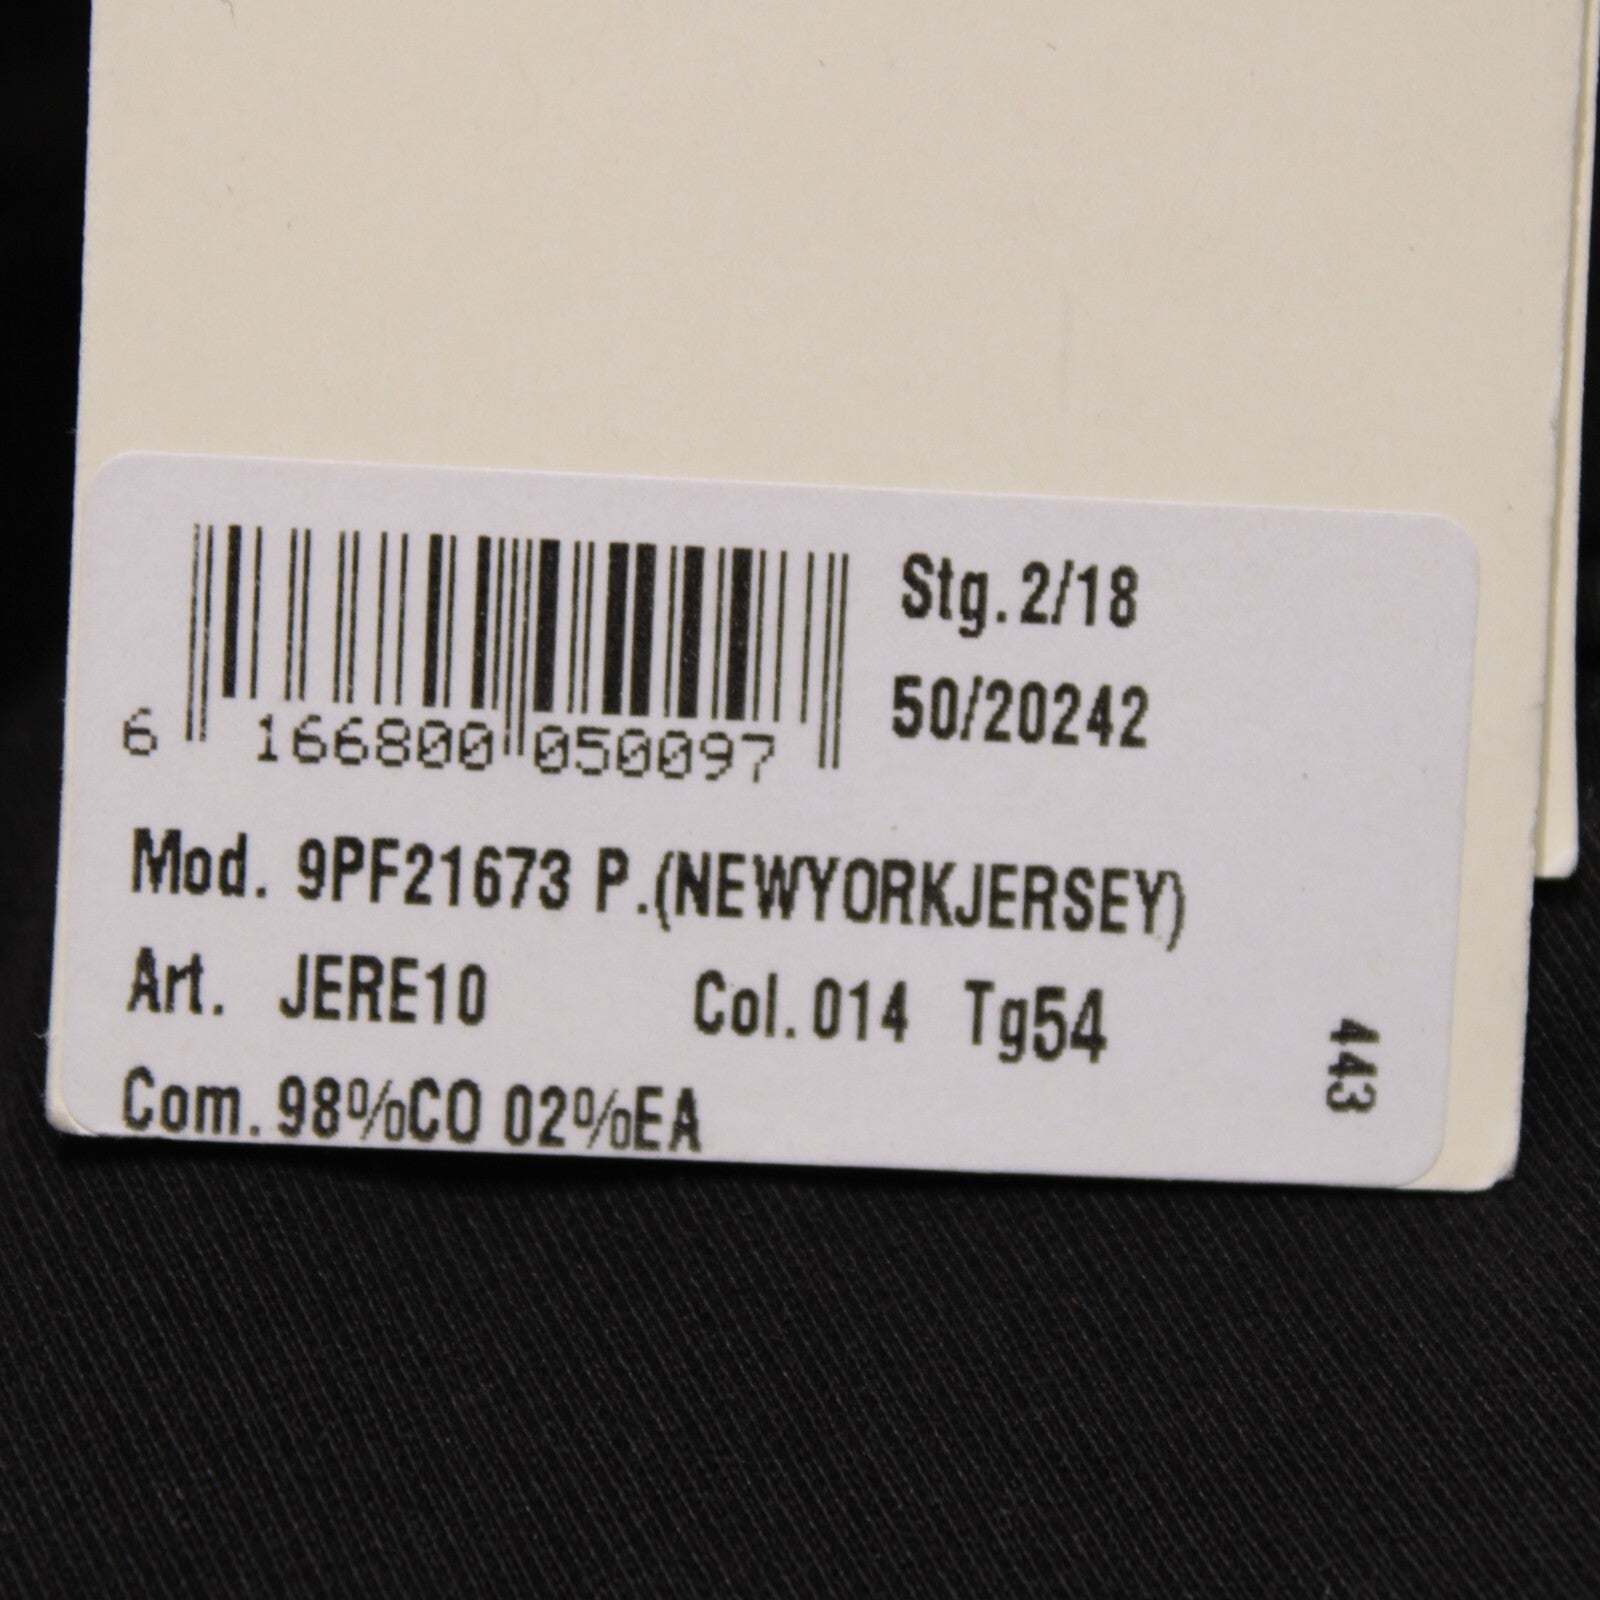 Stg. 2/18
50/20242
6 166800 050097
Mod. 9PF21673 P.(NEWYORKJERSEY)
Art. JERE10 Col. 014 Tg54
Com. 98%CO 02%EA
443